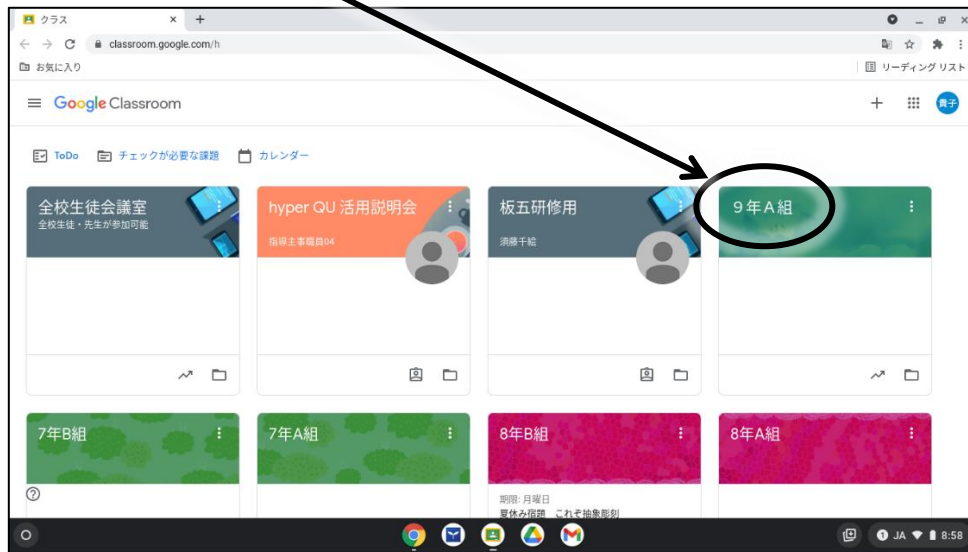 クラス
classroom.google.com/h
お気に入り
リーディング リスト
Google Classroom
貴子
ToDo
チェックが必要な課題
カレンダー
全校生徒会議室
全校生徒・先生が参加可能
hyper QU 活用説明会
指導主事職員04
板五研修用
須藤千絵
９年Ａ組
7年B組
7年A組
8年B組
期限: 月曜日
夏休み宿題 これぞ抽象彫刻
8年A組
1 JA 8:58